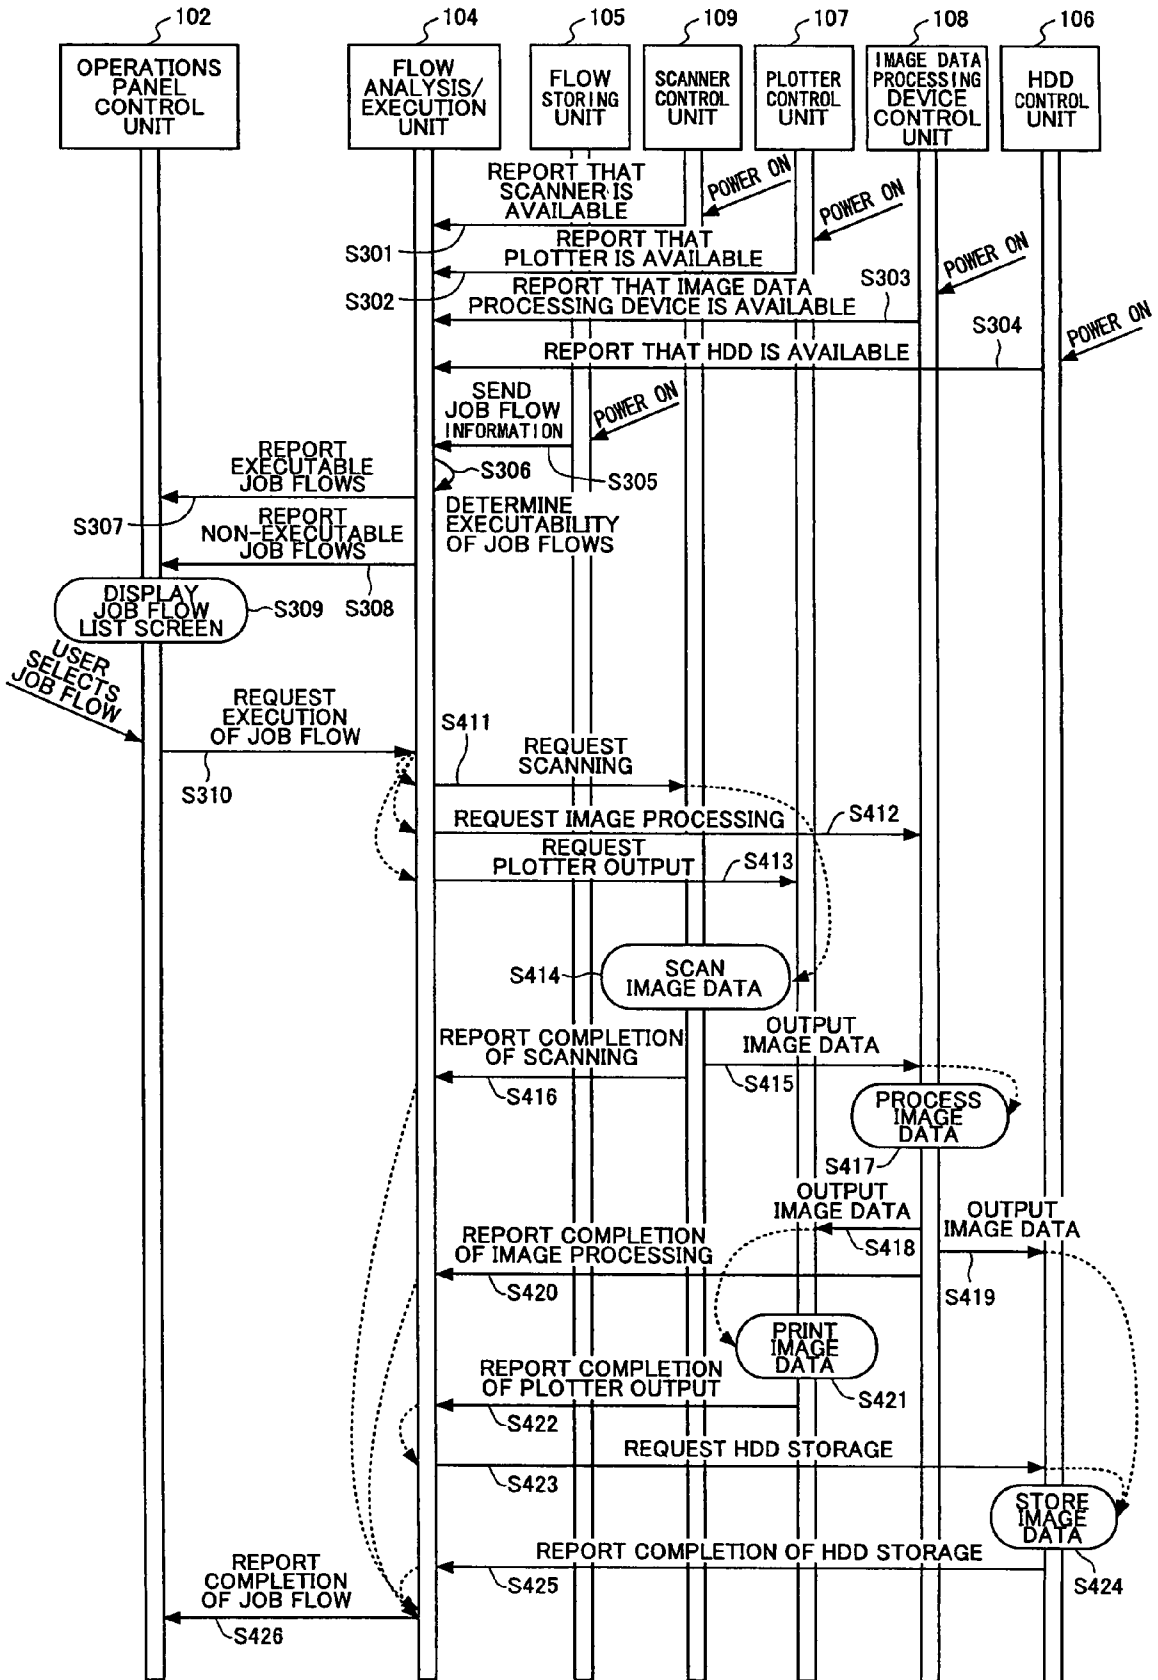 102
104
105
109
107
108
106
OPERATIONS
PANEL
CONTROL
UNIT
FLOW
ANALYSIS/
EXECUTION
UNIT
FLOW
STORING
UNIT
SCANNER
CONTROL
UNIT
PLOTTER
CONTROL
UNIT
IMAGE DATA
PROCESSING
DEVICE
CONTROL
UNIT
HDD
CONTROL
UNIT
REPORT THAT
SCANNER IS
AVAILABLE
POWER ON
S301
REPORT THAT
PLOTTER IS AVAILABLE
POWER ON
S302
REPORT THAT IMAGE DATA
PROCESSING DEVICE IS AVAILABLE
S303
POWER ON
REPORT THAT HDD IS AVAILABLE
S304
POWER ON
SEND
JOB FLOW
INFORMATION
POWER ON
S305
S306
DETERMINE
EXECUTABILITY
OF JOB FLOWS
REPORT
EXECUTABLE
JOB FLOWS
S307
REPORT
NON-EXECUTABLE
JOB FLOWS
S308
DISPLAY
JOB FLOW
LIST SCREEN
S309
USER
SELECTS
JOB FLOW
REQUEST
EXECUTION
OF JOB FLOW
S310
S411
REQUEST
SCANNING
REQUEST IMAGE PROCESSING
S412
REQUEST
PLOTTER OUTPUT
S413
S414
SCAN
IMAGE DATA
REPORT COMPLETION
OF SCANNING
S416
OUTPUT
IMAGE DATA
S415
PROCESS
IMAGE
DATA
S417
OUTPUT
IMAGE DATA
S418
OUTPUT
IMAGE DATA
S419
REPORT COMPLETION
OF IMAGE PROCESSING
S420
PRINT
IMAGE
DATA
S421
REPORT COMPLETION
OF PLOTTER OUTPUT
S422
REQUEST HDD STORAGE
S423
STORE
IMAGE
DATA
S424
REPORT COMPLETION OF HDD STORAGE
S425
REPORT
COMPLETION
OF JOB FLOW
S426